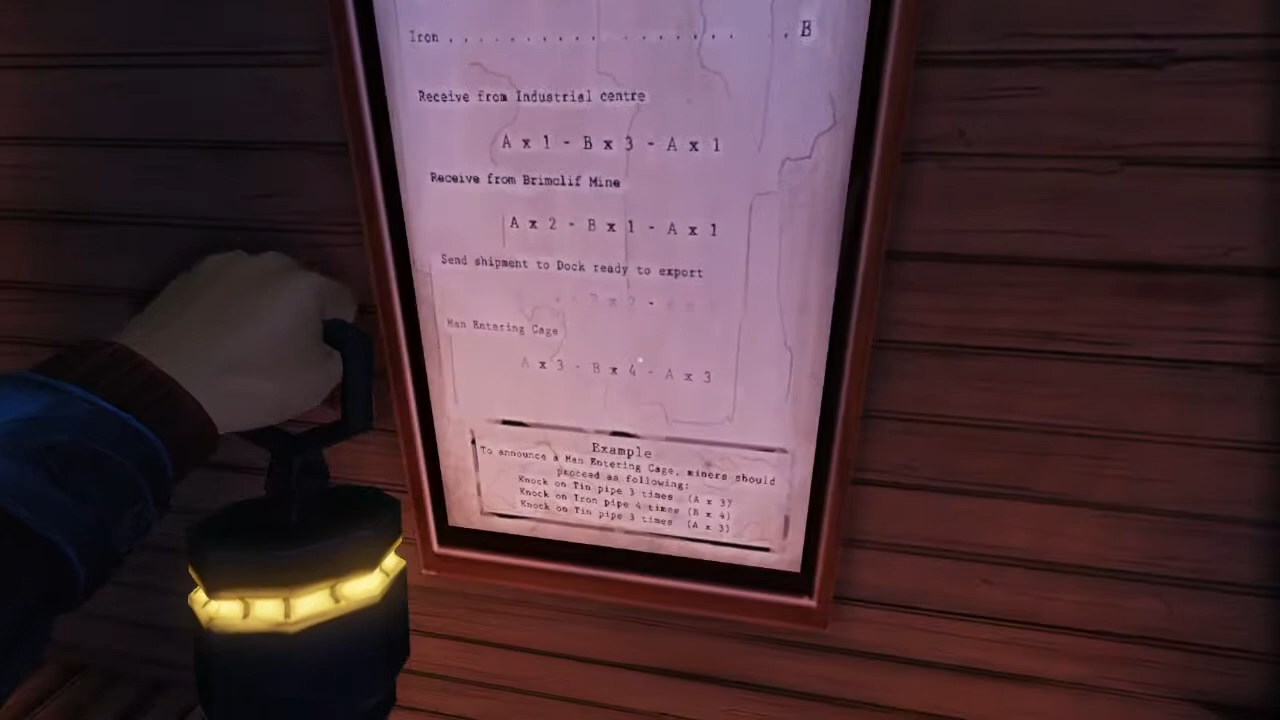 Iron . . . . . . . . . . . . . . . . . . B
Receive from Industrial centre
A x 1 - B x 3 - A x 1
Receive from Brimclif Mine
A x 2 - B x 1 - A x 1
Send shipment to Dock ready to export
B x 2 - A x
Man Entering Cage
A x 3 - B x 4 - A x 3
Example
To announce a Man Entering Cage, miners should
proceed as following:
Knock on Tin pipe 3 times (A x 3)
Knock on Iron pipe 4 times (B x 4)
Knock on Tin pipe 3 times (A x 3)